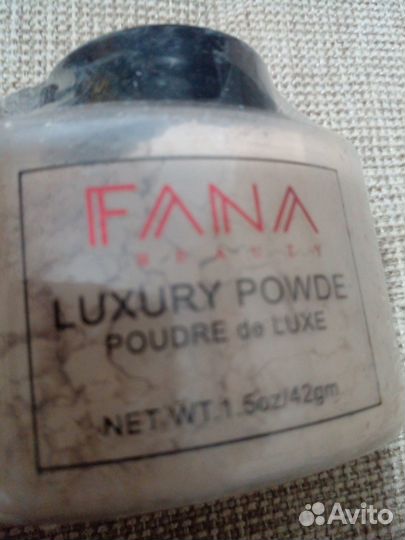 FANA
BEAUTY
LUXURY POWDE
POUDRE de LUXE
NET.WT.1.5oz/42gm
Avito